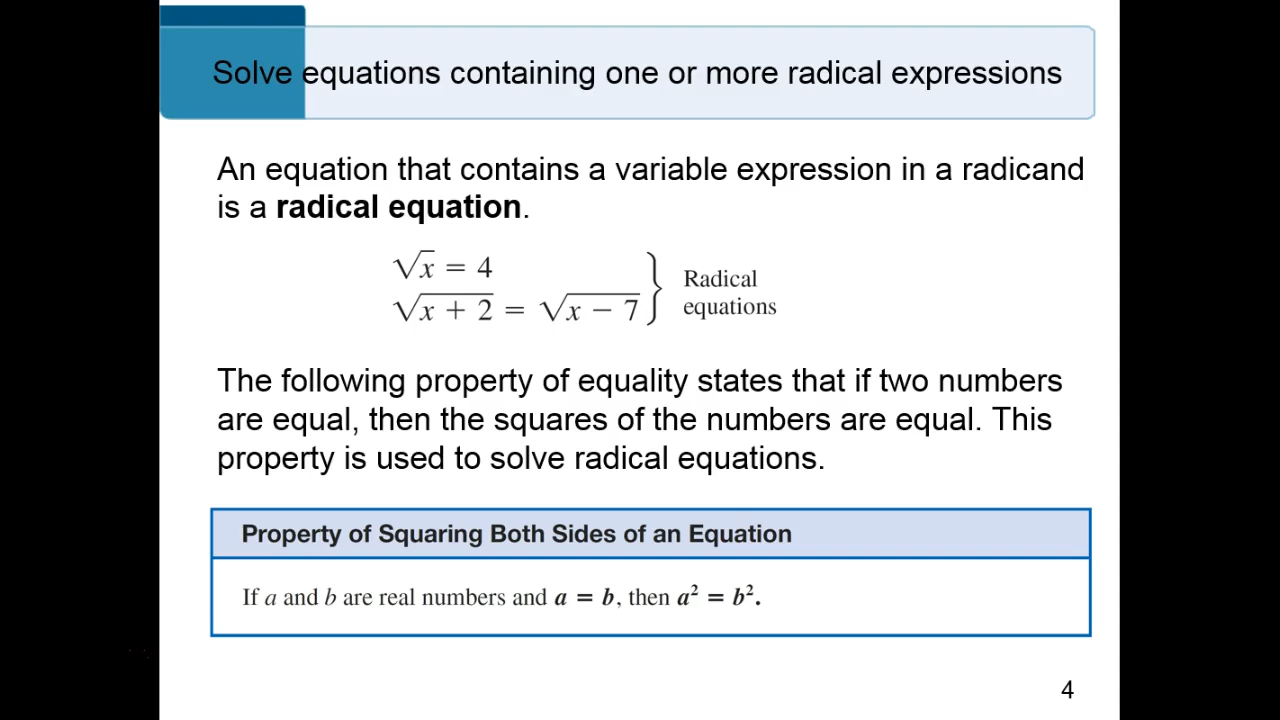 Solve equations containing one or more radical expressions
An equation that contains a variable expression in a radicand
is a radical equation.
√x = 4
√(x + 2) = √(x − 7)
Radical
equations
The following property of equality states that if two numbers
are equal, then the squares of the numbers are equal. This
property is used to solve radical equations.
Property of Squaring Both Sides of an Equation
If a and b are real numbers and a = b, then a² = b².
4